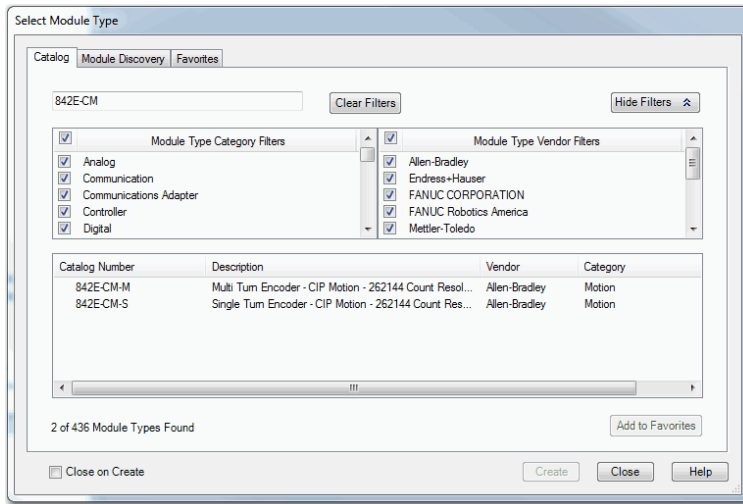 Select Module Type
Catalog Module Discovery Favorites
842E-CM Clear Filters Hide Filters
Module Type Category Filters Module Type Vendor Filters
Analog Allen-Bradley
Communication Endress+Hauser
Communications Adapter FANUC CORPORATION
Controller FANUC Robotics America
Digital Mettler-Toledo
Catalog Number Description Vendor Category
842E-CM-M Multi Turn Encoder - CIP Motion - 262144 Count Resol... Allen-Bradley Motion
842E-CM-S Single Turn Encoder - CIP Motion - 262144 Count Res... Allen-Bradley Motion
2 of 436 Module Types Found Add to Favorites
Close on Create Create Close Help